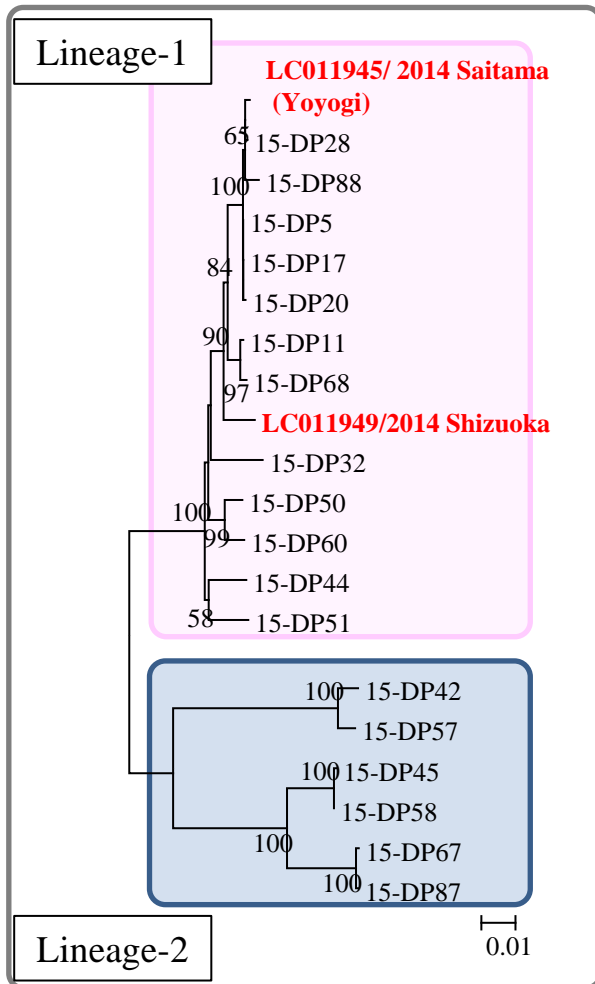 Lineage-1
LC011945/ 2014 Saitama
(Yoyogi)
65
15-DP28
15-DP88
100
15-DP5
15-DP17
84
15-DP20
90
15-DP11
15-DP68
97
LC011949/2014 Shizuoka
15-DP32
15-DP50
100
99
15-DP60
15-DP44
58
15-DP51
100
15-DP42
15-DP57
100
15-DP45
15-DP58
100
15-DP67
100
15-DP87
0.01
Lineage-2